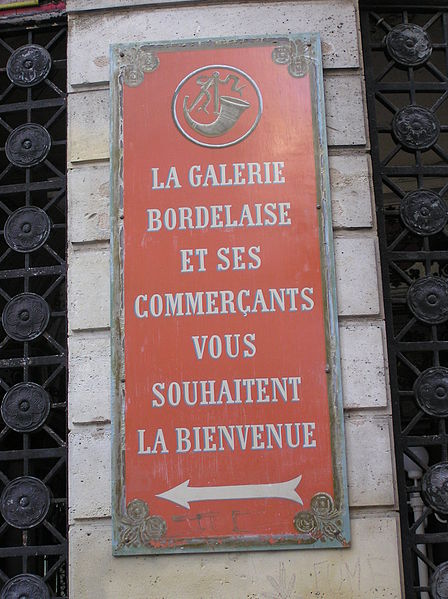 LA GALERIE
BORDELAISE
ET SES
COMMERÇANTS
VOUS
SOUHAITENT
LA BIENVENUE